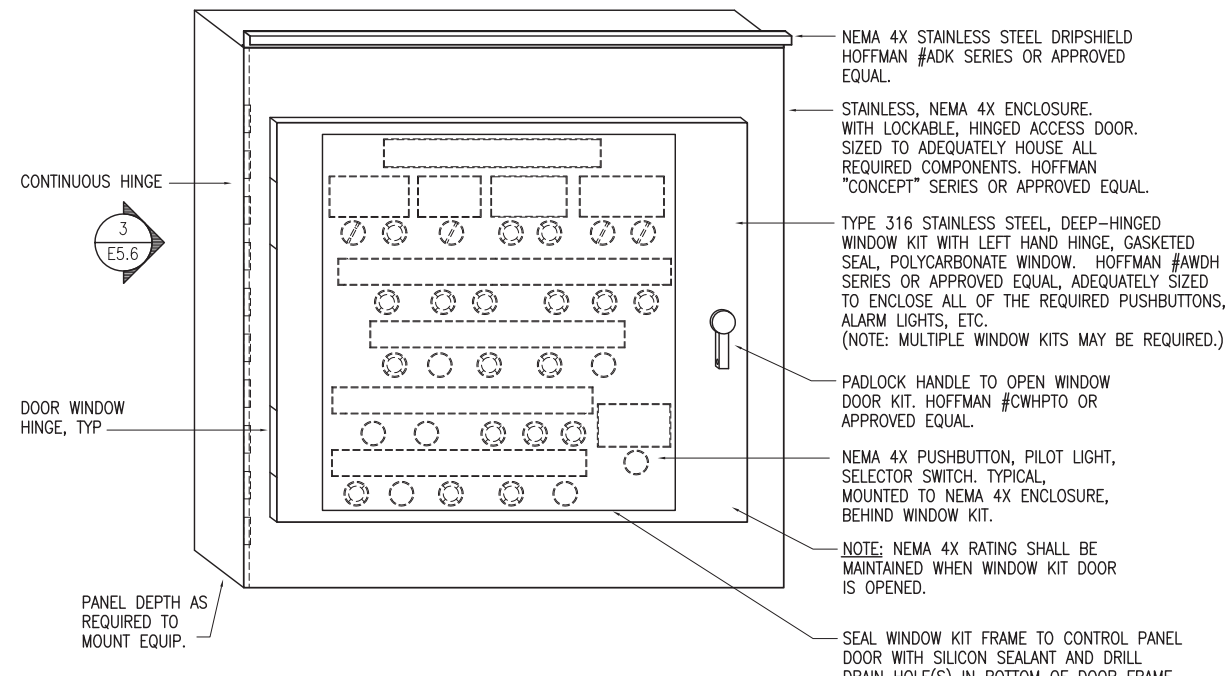 NEMA 4X STAINLESS STEEL DRIPSHIELD
HOFFMAN #ADK SERIES OR APPROVED
EQUAL.
STAINLESS, NEMA 4X ENCLOSURE.
WITH LOCKABLE, HINGED ACCESS DOOR.
SIZED TO ADEQUATELY HOUSE ALL
REQUIRED COMPONENTS. HOFFMAN
"CONCEPT" SERIES OR APPROVED EQUAL.
CONTINUOUS HINGE
3
E5.6
TYPE 316 STAINLESS STEEL, DEEP-HINGED
WINDOW KIT WITH LEFT HAND HINGE, GASKETED
SEAL, POLYCARBONATE WINDOW. HOFFMAN #AWDH
SERIES OR APPROVED EQUAL, ADEQUATELY SIZED
TO ENCLOSE ALL OF THE REQUIRED PUSHBUTTONS,
ALARM LIGHTS, ETC.
(NOTE: MULTIPLE WINDOW KITS MAY BE REQUIRED.)
PADLOCK HANDLE TO OPEN WINDOW
DOOR KIT. HOFFMAN #CWHPTO OR
APPROVED EQUAL.
DOOR WINDOW
HINGE, TYP
NEMA 4X PUSHBUTTON, PILOT LIGHT,
SELECTOR SWITCH. TYPICAL,
MOUNTED TO NEMA 4X ENCLOSURE,
BEHIND WINDOW KIT.
NOTE: NEMA 4X RATING SHALL BE
MAINTAINED WHEN WINDOW KIT DOOR
IS OPENED.
PANEL DEPTH AS
REQUIRED TO
MOUNT EQUIP.
SEAL WINDOW KIT FRAME TO CONTROL PANEL
DOOR WITH SILICON SEALANT AND DRILL
DRAIN HOLE(S) IN BOTTOM OF DOOR FRAME